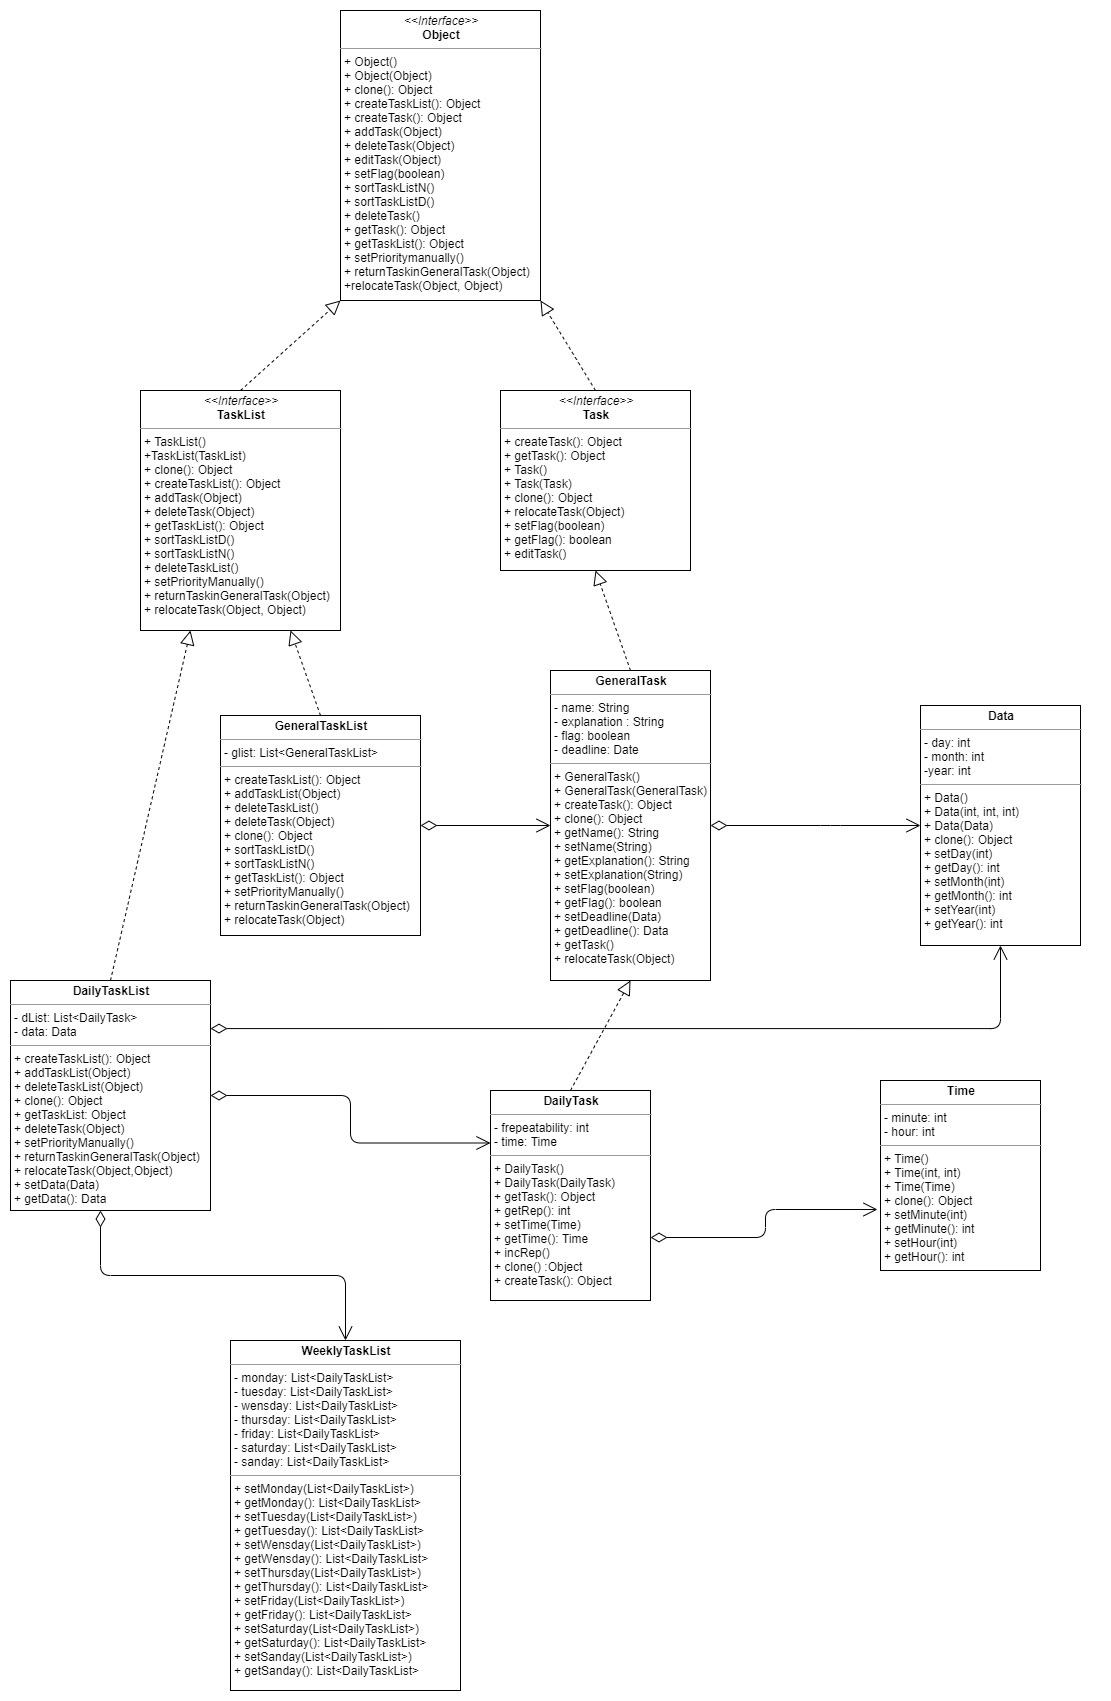 <<Interface>>
Object
+ Object()
+ Object(Object)
+ clone(): Object
+ createTaskList(): Object
+ createTask(): Object
+ addTask(Object)
+ deleteTask(Object)
+ editTask(Object)
+ setFlag(boolean)
+ sortTaskListN()
+ sortTaskListD()
+ deleteTask()
+ getTask(): Object
+ getTaskList(): Object
+ setPrioritymanually()
+ returnTaskinGeneralTask(Object)
+relocateTask(Object, Object)
<<Interface>>
TaskList
+ TaskList()
+TaskList(TaskList)
+ clone(): Object
+ createTaskList(): Object
+ addTask(Object)
+ deleteTask(Object)
+ getTaskList(): Object
+ sortTaskListD()
+ sortTaskListN()
+ deleteTaskList()
+ setPriorityManually()
+ returnTaskinGeneralTask(Object)
+ relocateTask(Object, Object)
<<Interface>>
Task
+ createTask(): Object
+ getTask(): Object
+ Task()
+ Task(Task)
+ clone(): Object
+ relocateTask(Object)
+ setFlag(boolean)
+ getFlag(): boolean
+ editTask()
GeneralTaskList
- glist: List<GeneralTaskList>
+ createTaskList(): Object
+ addTaskList(Object)
+ deleteTaskList()
+ deleteTask(Object)
+ clone(): Object
+ sortTaskListD()
+ sortTaskListN()
+ getTaskList(): Object
+ setPriorityManually()
+ returnTaskinGeneralTask(Object)
+ relocateTask(Object)
GeneralTask
- name: String
- explanation : String
- flag: boolean
- deadline: Date
+ GeneralTask()
+ GeneralTask(GeneralTask)
+ createTask(): Object
+ clone(): Object
+ getName(): String
+ setName(String)
+ getExplanation(): String
+ setExplanation(String)
+ setFlag(boolean)
+ getFlag(): boolean
+ setDeadline(Data)
+ getDeadline(): Data
+ getTask()
+ relocateTask(Object)
Data
- day: int
- month: int
-year: int
+ Data()
+ Data(int, int, int)
+ Data(Data)
+ clone(): Object
+ setDay(int)
+ getDay(): int
+ setMonth(int)
+ getMonth(): int
+ setYear(int)
+ getYear(): int
DailyTaskList
- dList: List<DailyTask>
- data: Data
+ createTaskList(): Object
+ addTaskList(Object)
+ deleteTaskList(Object)
+ clone(): Object
+ getTaskList: Object
+ deleteTask(Object)
+ setPriorityManually()
+ returnTaskinGeneralTask(Object)
+ relocateTask(Object,Object)
+ setData(Data)
+ getData(): Data
DailyTask
- frepeatability: int
- time: Time
+ DailyTask()
+ DailyTask(DailyTask)
+ getTask(): Object
+ getRep(): int
+ setTime(Time)
+ getTime(): Time
+ incRep()
+ clone() :Object
+ createTask(): Object
Time
- minute: int
- hour: int
+ Time()
+ Time(int, int)
+ Time(Time)
+ clone(): Object
+ setMinute(int)
+ getMinute(): int
+ setHour(int)
+ getHour(): int
WeeklyTaskList
- monday: List<DailyTaskList>
- tuesday: List<DailyTaskList>
- wensday: List<DailyTaskList>
- thursday: List<DailyTaskList>
- friday: List<DailyTaskList>
- saturday: List<DailyTaskList>
- sanday: List<DailyTaskList>
+ setMonday(List<DailyTaskList>)
+ getMonday(): List<DailyTaskList>
+ setTuesday(List<DailyTaskList>)
+ getTuesday(): List<DailyTaskList>
+ setWensday(List<DailyTaskList>)
+ getWensday(): List<DailyTaskList>
+ setThursday(List<DailyTaskList>)
+ getThursday(): List<DailyTaskList>
+ setFriday(List<DailyTaskList>)
+ getFriday(): List<DailyTaskList>
+ setSaturday(List<DailyTaskList>)
+ getSaturday(): List<DailyTaskList>
+ setSanday(List<DailyTaskList>)
+ getSanday(): List<DailyTaskList>